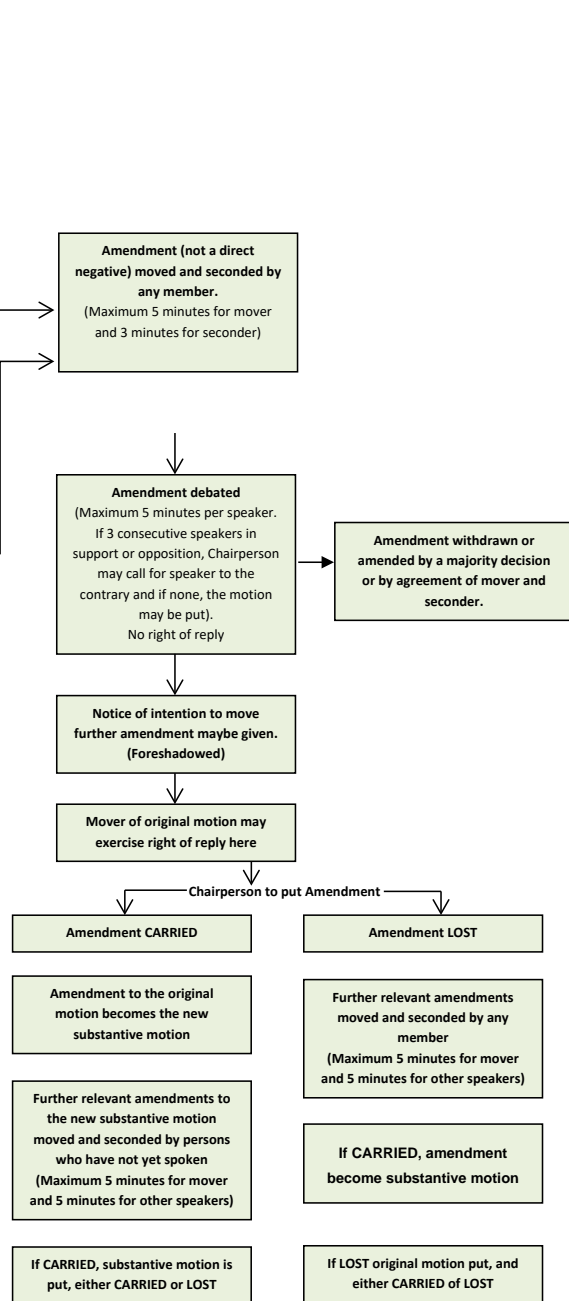 Amendment (not a direct
negative) moved and seconded by
any member.
(Maximum 5 minutes for mover
and 3 minutes for seconder)
Amendment debated
(Maximum 5 minutes per speaker.
If 3 consecutive speakers in
support or opposition, Chairperson
may call for speaker to the
contrary and if none, the motion
may be put).
No right of reply
Amendment withdrawn or
amended by a majority decision
or by agreement of mover and
seconder.
Notice of intention to move
further amendment maybe given.
(Foreshadowed)
Mover of original motion may
exercise right of reply here
Chairperson to put Amendment
Amendment CARRIED
Amendment to the original
motion becomes the new
substantive motion
Further relevant amendments to
the new substantive motion
moved and seconded by persons
who have not yet spoken
(Maximum 5 minutes for mover
and 5 minutes for other speakers)
If CARRIED, substantive motion is
put, either CARRIED or LOST
Amendment LOST
Further relevant amendments
moved and seconded by any
member
(Maximum 5 minutes for mover
and 5 minutes for other speakers)
If CARRIED, amendment
become substantive motion
If LOST original motion put, and
either CARRIED of LOST